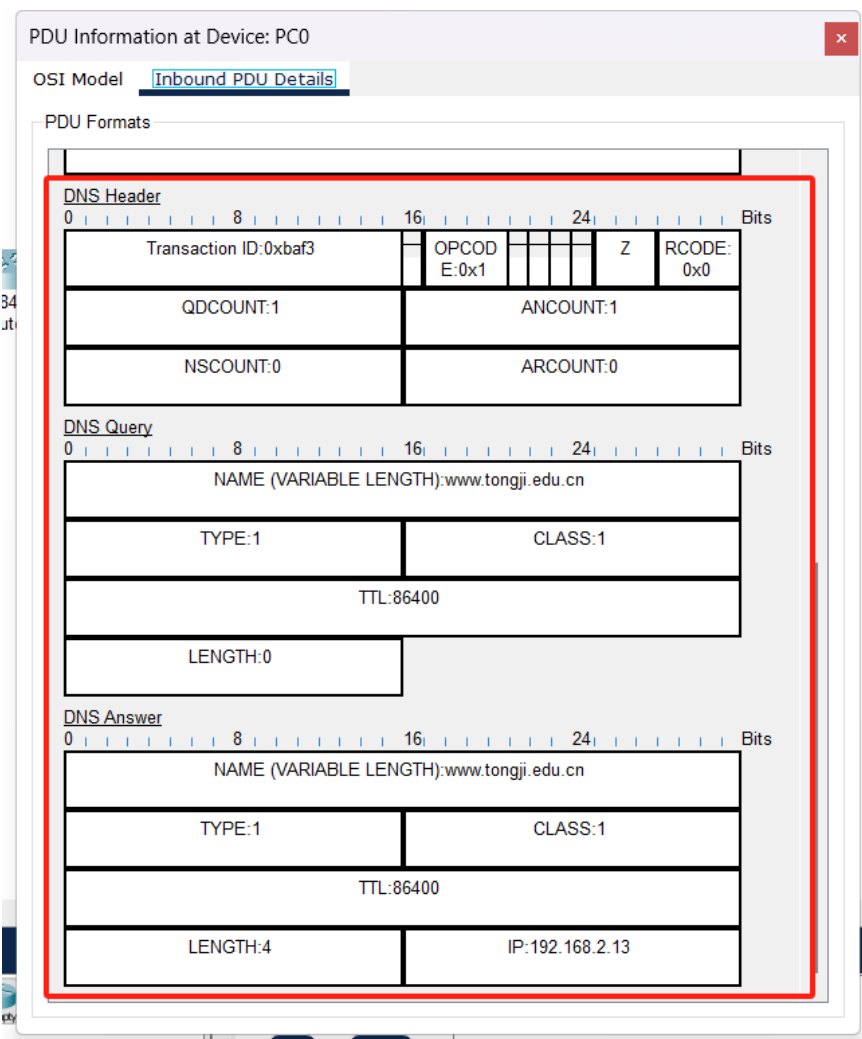 PDU Information at Device: PC0
×
OSI Model Inbound PDU Details
PDU Formats
DNS Header
0 8 16 24 Bits
Transaction ID:0xbaf3 OPCOD Z RCODE:
E:0x1 0x0
QDCOUNT:1 ANCOUNT:1
NSCOUNT:0 ARCOUNT:0
DNS Query
0 8 16 24 Bits
NAME (VARIABLE LENGTH):www.tongji.edu.cn
TYPE:1 CLASS:1
TTL:86400
LENGTH:0
DNS Answer
0 8 16 24 Bits
NAME (VARIABLE LENGTH):www.tongji.edu.cn
TYPE:1 CLASS:1
TTL:86400
LENGTH:4 IP:192.168.2.13